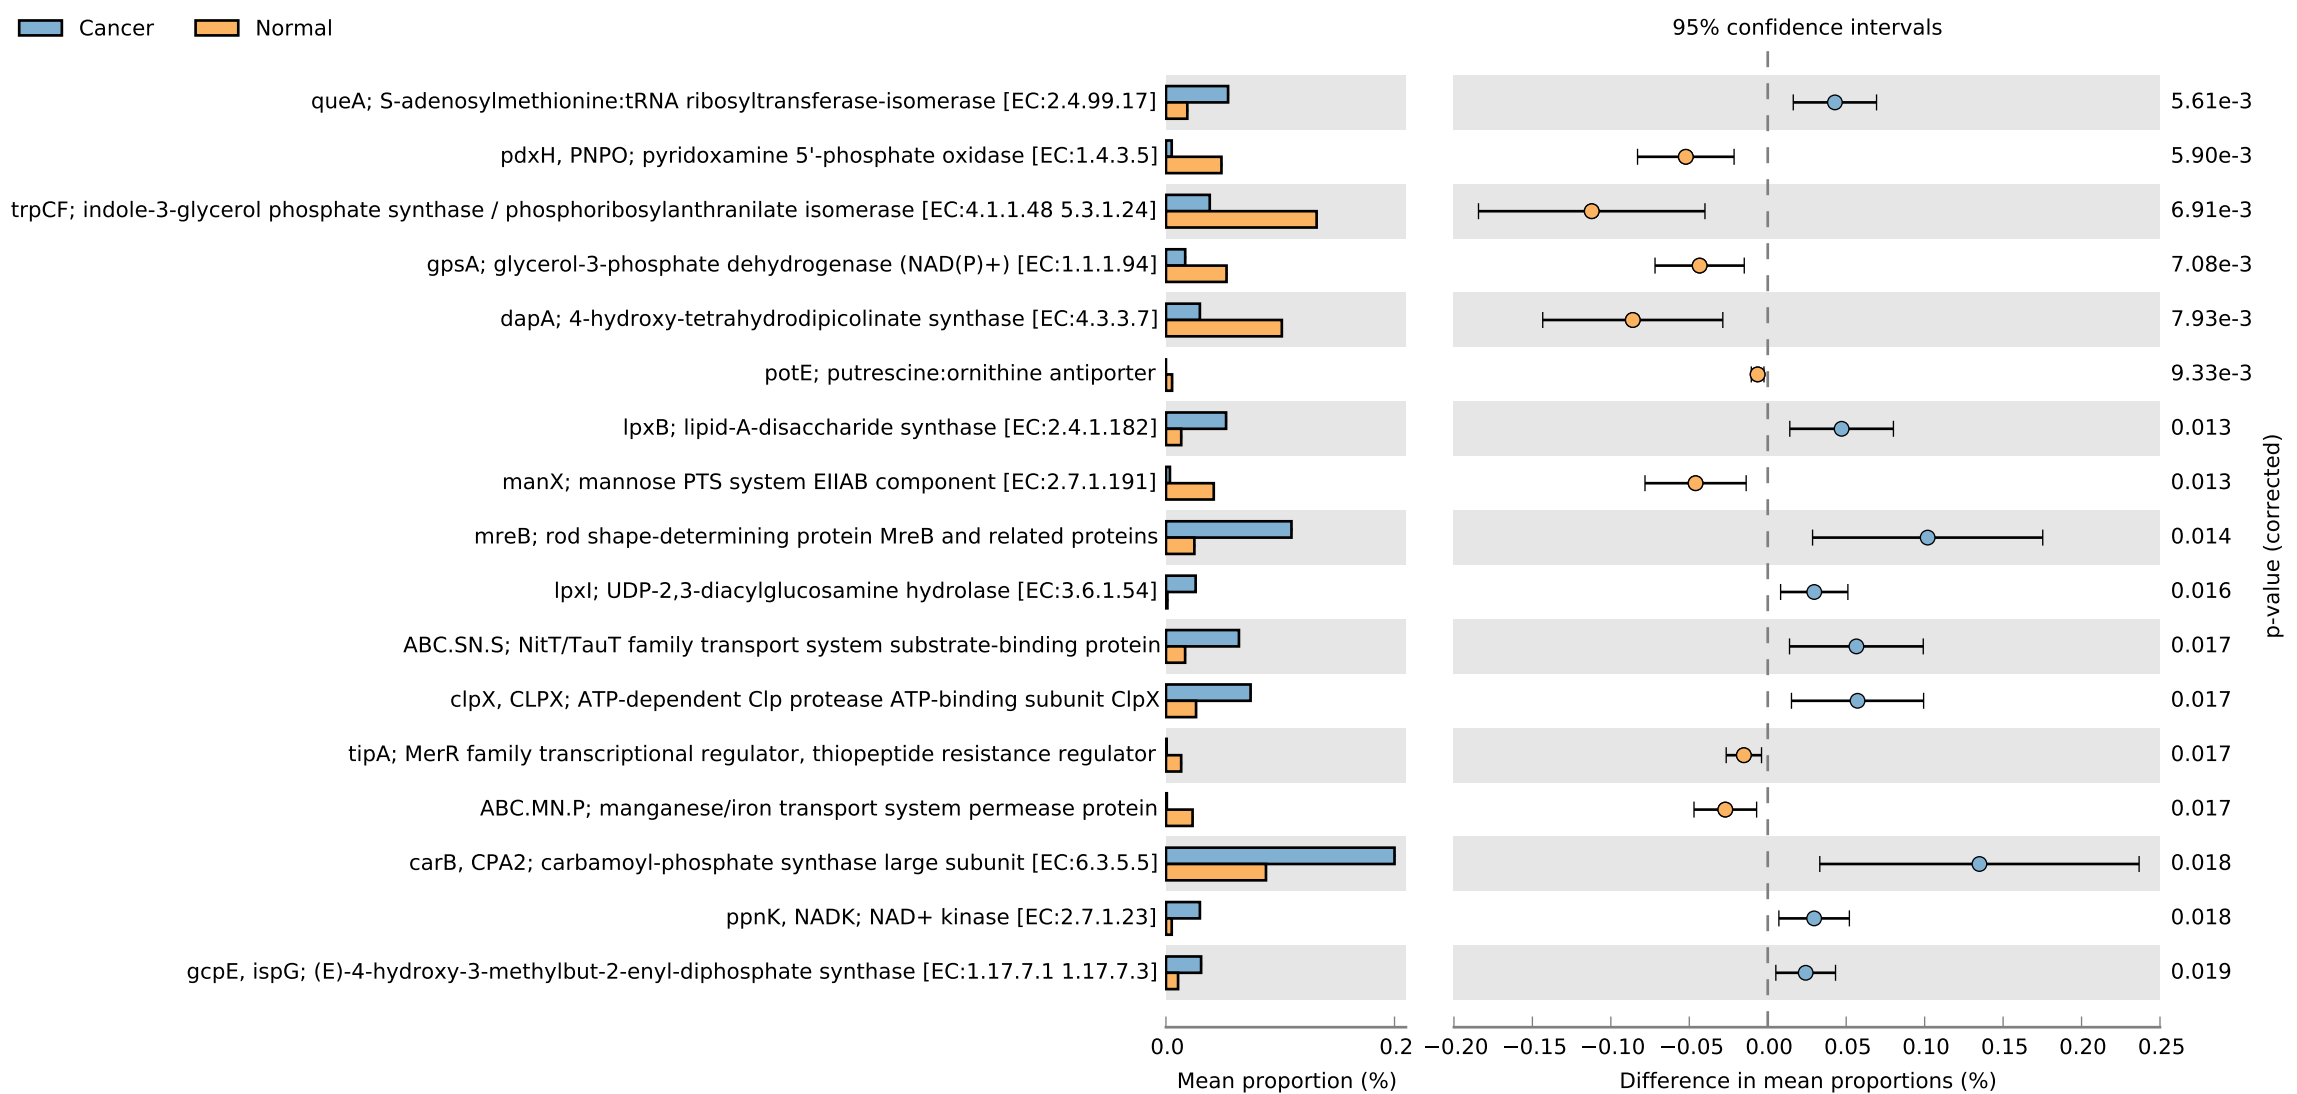 Cancer Normal 95% confidence intervals
queA; S-adenosylmethionine:tRNA ribosyltransferase-isomerase [EC:2.4.99.17] 5.61e-3
pdxH, PNPO; pyridoxamine 5'-phosphate oxidase [EC:1.4.3.5] 5.90e-3
trpCF; indole-3-glycerol phosphate synthase / phosphoribosylanthranilate isomerase [EC:4.1.1.48 5.3.1.24] 6.91e-3
gpsA; glycerol-3-phosphate dehydrogenase (NAD(P)+) [EC:1.1.1.94] 7.08e-3
dapA; 4-hydroxy-tetrahydrodipicolinate synthase [EC:4.3.3.7] 7.93e-3
potE; putrescine:ornithine antiporter 9.33e-3
lpxB; lipid-A-disaccharide synthase [EC:2.4.1.182] 0.013
manX; mannose PTS system EIIAB component [EC:2.7.1.191] 0.013
mreB; rod shape-determining protein MreB and related proteins 0.014
lpxI; UDP-2,3-diacylglucosamine hydrolase [EC:3.6.1.54] 0.016
ABC.SN.S; NitT/TauT family transport system substrate-binding protein 0.017
clpX, CLPX; ATP-dependent Clp protease ATP-binding subunit ClpX 0.017
tipA; MerR family transcriptional regulator, thiopeptide resistance regulator 0.017
ABC.MN.P; manganese/iron transport system permease protein 0.017
carB, CPA2; carbamoyl-phosphate synthase large subunit [EC:6.3.5.5] 0.018
ppnK, NADK; NAD+ kinase [EC:2.7.1.23] 0.018
gcpE, ispG; (E)-4-hydroxy-3-methylbut-2-enyl-diphosphate synthase [EC:1.17.7.1 1.17.7.3] 0.019
p-value (corrected)
0.0 0.2 −0.20 −0.15 −0.10 −0.05 0.00 0.05 0.10 0.15 0.20 0.25
Mean proportion (%) Difference in mean proportions (%)